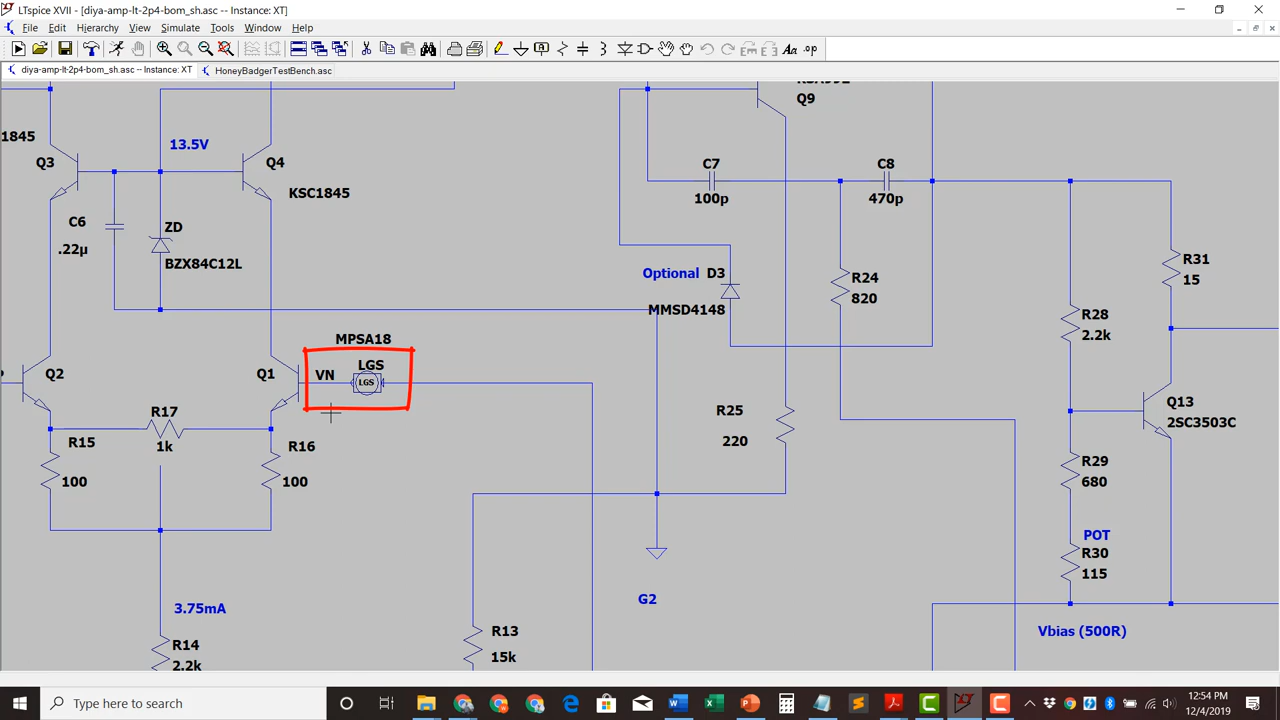 LTspice XVII - [diya-amp-lt-2p4-bom_sh.asc -- Instance: XT]
File Edit Hierarchy View Simulate Tools Window Help
diya-amp-lt-2p4-bom_sh.asc -- Instance: XT HoneyBadgerTestBench.asc
Q9
1845
13.5V
Q3
Q4
KSC1845
C7
C8
100p
470p
C6
.22µ
ZD
BZX84C12L
R31
15
Optional D3
MMSD4148
R24
820
R28
2.2k
MPSA18
LGS
VN
LGS
Q2
Q1
Q13
2SC3503C
R17
1k
R15
100
R16
100
R25
220
R29
680
POT
R30
115
G2
3.75mA
R14
2.2k
R13
15k
Vbias (500R)
Type here to search
12:54 PM
12/4/2019